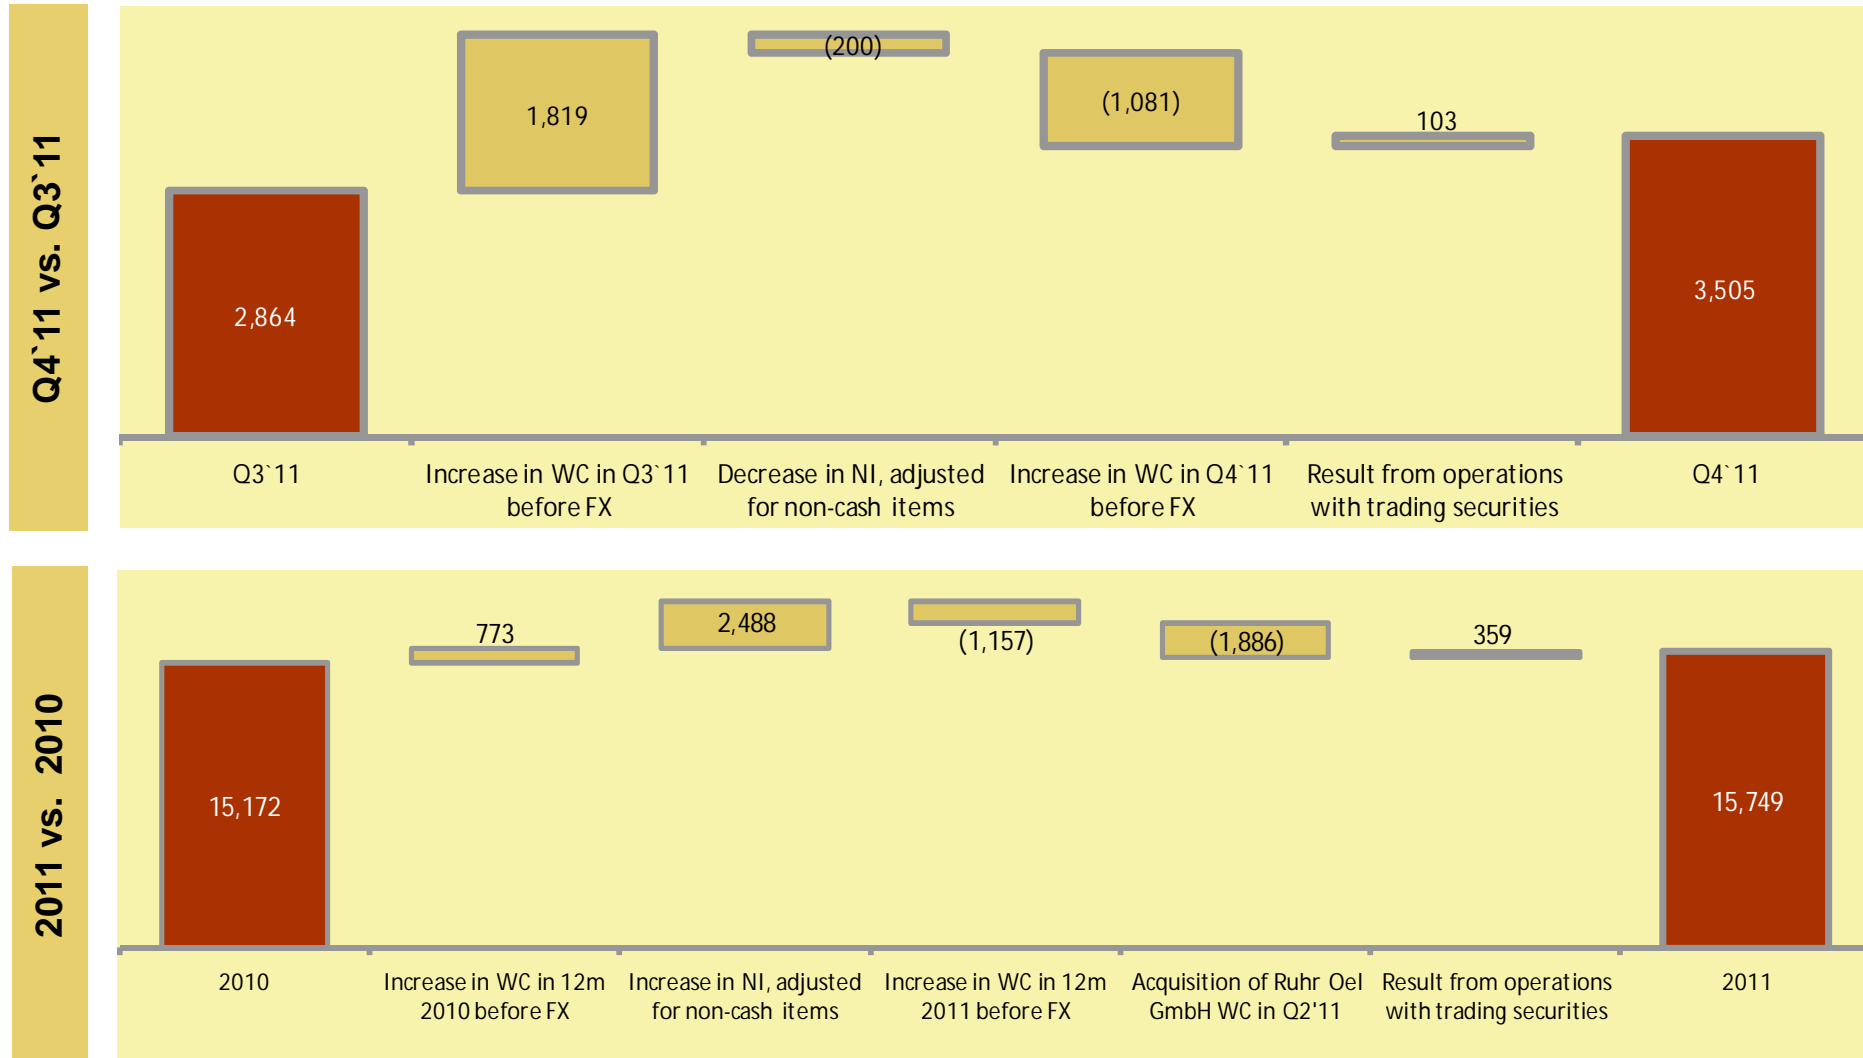 Q4`11 vs. Q3`11
(200)
1,819
(1,081)
103
2,864
3,505
Q3`11
Increase in WC in Q3`11
before FX
Decrease in NI, adjusted
for non-cash items
Increase in WC in Q4`11
before FX
Result from operations
with trading securities
Q4`11
2011 vs. 2010
773
2,488
(1,157)
(1,886)
359
15,172
15,749
2010
Increase in WC in 12m
2010 before FX
Increase in NI, adjusted
for non-cash items
Increase in WC in 12m
2011 before FX
Acquisition of Ruhr Oel
GmbH WC in Q2'11
Result from operations
with trading securities
2011